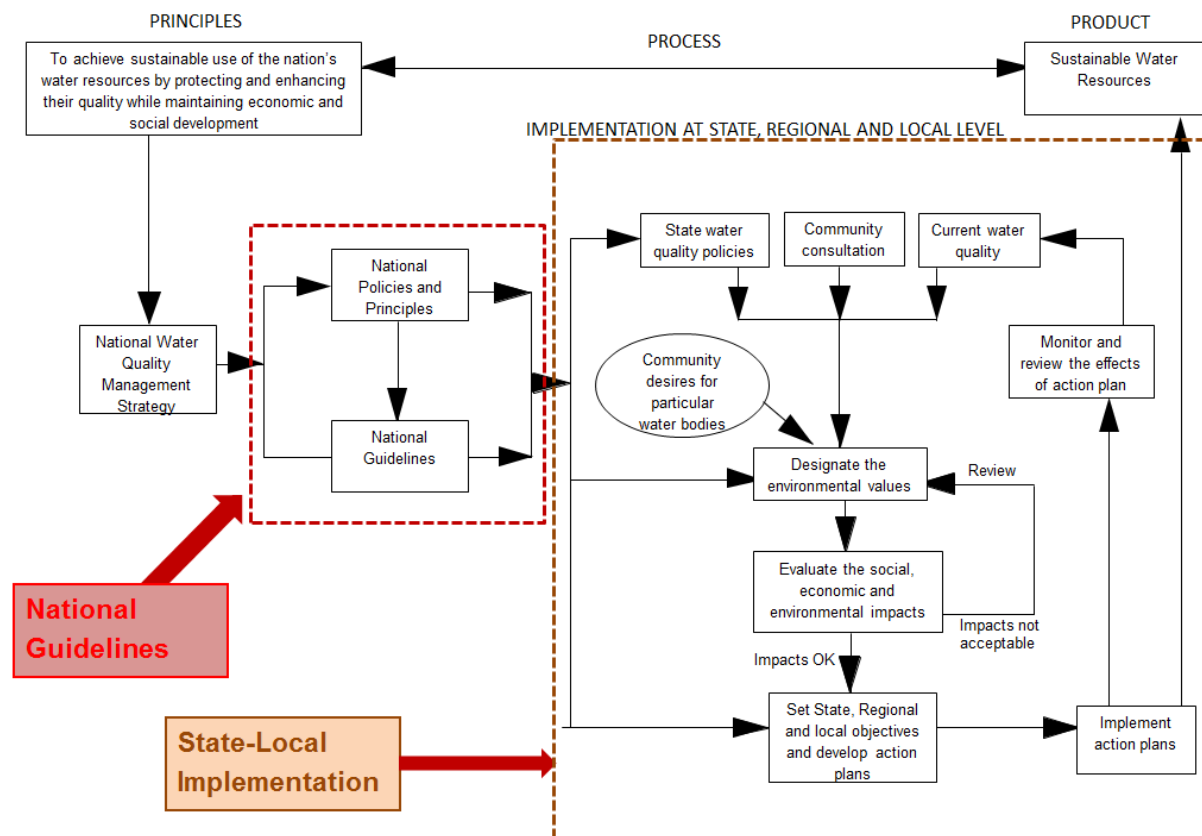 PRINCIPLES
PROCESS
PRODUCT
To achieve sustainable use of the nation's
water resources by protecting and enhancing
their quality while maintaining economic and
social development
Sustainable Water
Resources
IMPLEMENTATION AT STATE, REGIONAL AND LOCAL LEVEL
State water
quality policies
Community
consultation
Current water
quality
National
Policies and
Principles
National Water
Quality
Management
Strategy
Community
desires for
particular
water bodies
Monitor and
review the effects
of action plan
National
Guidelines
Designate the
environmental values
Review
Evaluate the social,
economic and
environmental impacts
Impacts not
acceptable
National
Guidelines
Impacts OK
Set State, Regional
and local objectives
and develop action
plans
Implement
action plans
State-Local
Implementation